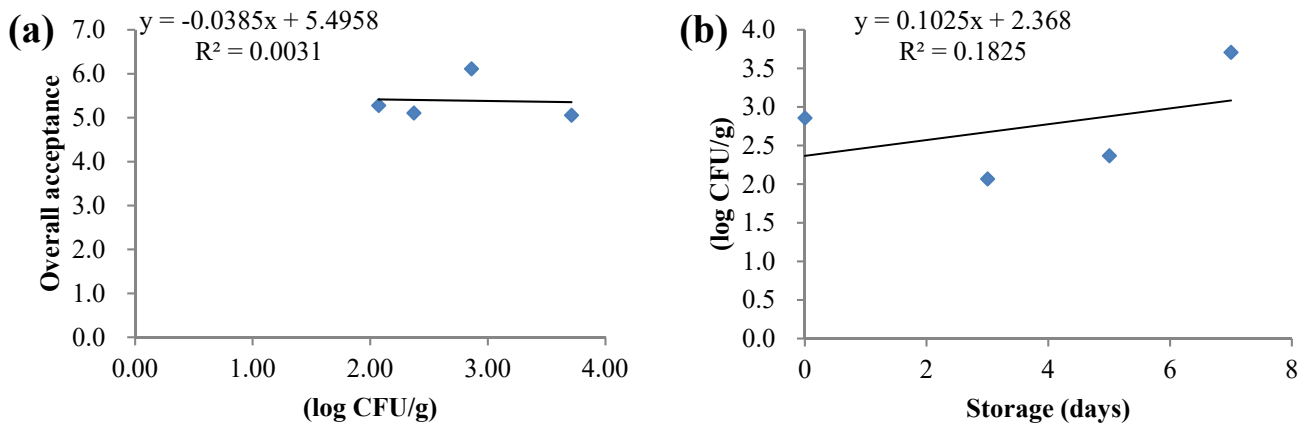 (a)
y = -0.0385x + 5.4958
R² = 0.0031
Overall acceptance
7.0
6.0
5.0
4.0
3.0
2.0
1.0
0.0
0.00 1.00 2.00 3.00 4.00
(log CFU/g)
(b)
y = 0.1025x + 2.368
R² = 0.1825
(log CFU/g)
4.0
3.5
3.0
2.5
2.0
1.5
1.0
0.5
0.0
0 2 4 6 8
Storage (days)